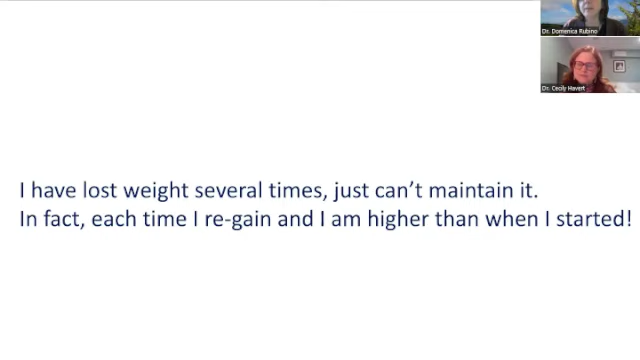 Dr. Domenica Rubino
Dr. Cecily Havert
I have lost weight several times, just can't maintain it.
In fact, each time I re-gain and I am higher than when I started!